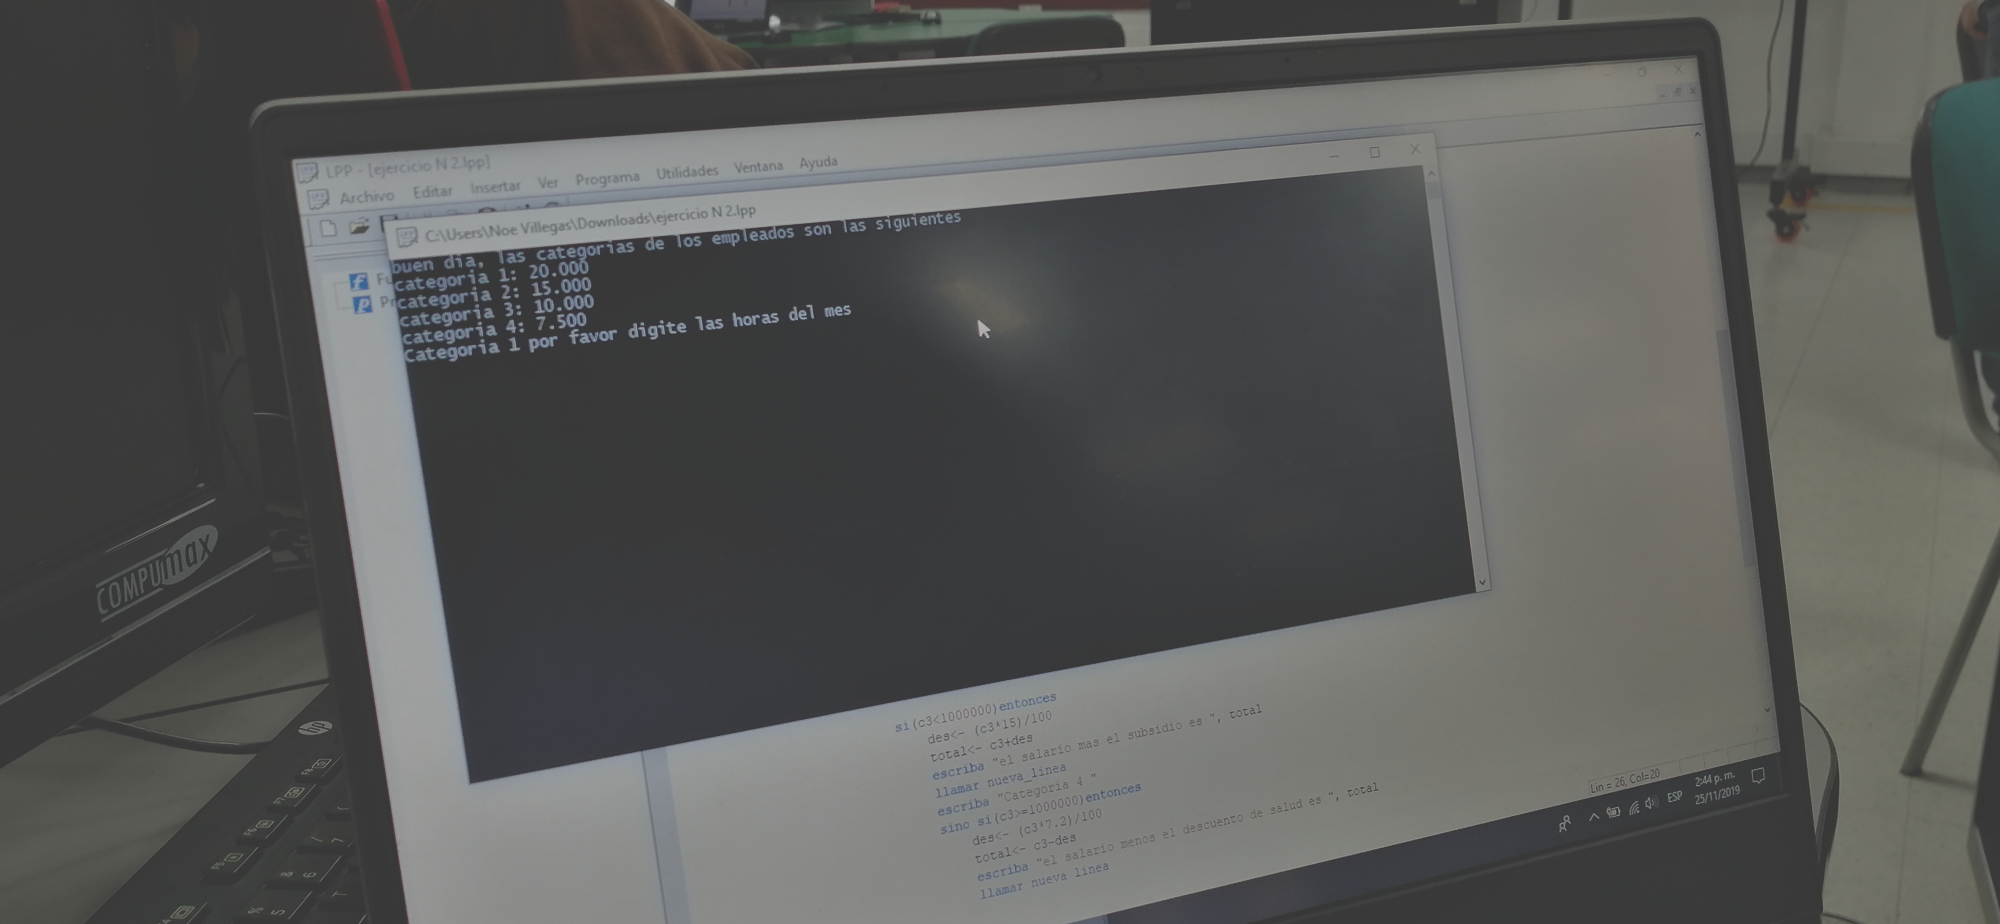 LPP - [ejercicio N 2.lpp]
Archivo Editar Insertar Ver Programa Utilidades Ventana Ayuda
C:\Users\Noe Villegas\Downloads\ejercicio N 2.lpp
buen dia, las categorias de los empleados son las siguientes
categoria 1: 20.000
categoria 2: 15.000
categoria 3: 10.000
categoria 4: 7.500
Categoria 1 por favor digite las horas del mes
si(c3<1000000)entonces
des<- (c3*15)/100
total<- c3+des
escriba "el salario mas el subsidio es ", total
llamar nueva_linea
escriba "Categoria 4 "
sino si(c3>=1000000)entonces
des<- (c3*7.2)/100
total<- c3-des
escriba "el salario menos el descuento de salud es ", total
llamar nueva_linea
Lin = 26, Col=20
ESP
2:44 p. m.
25/11/2019
COMPUmax
hp